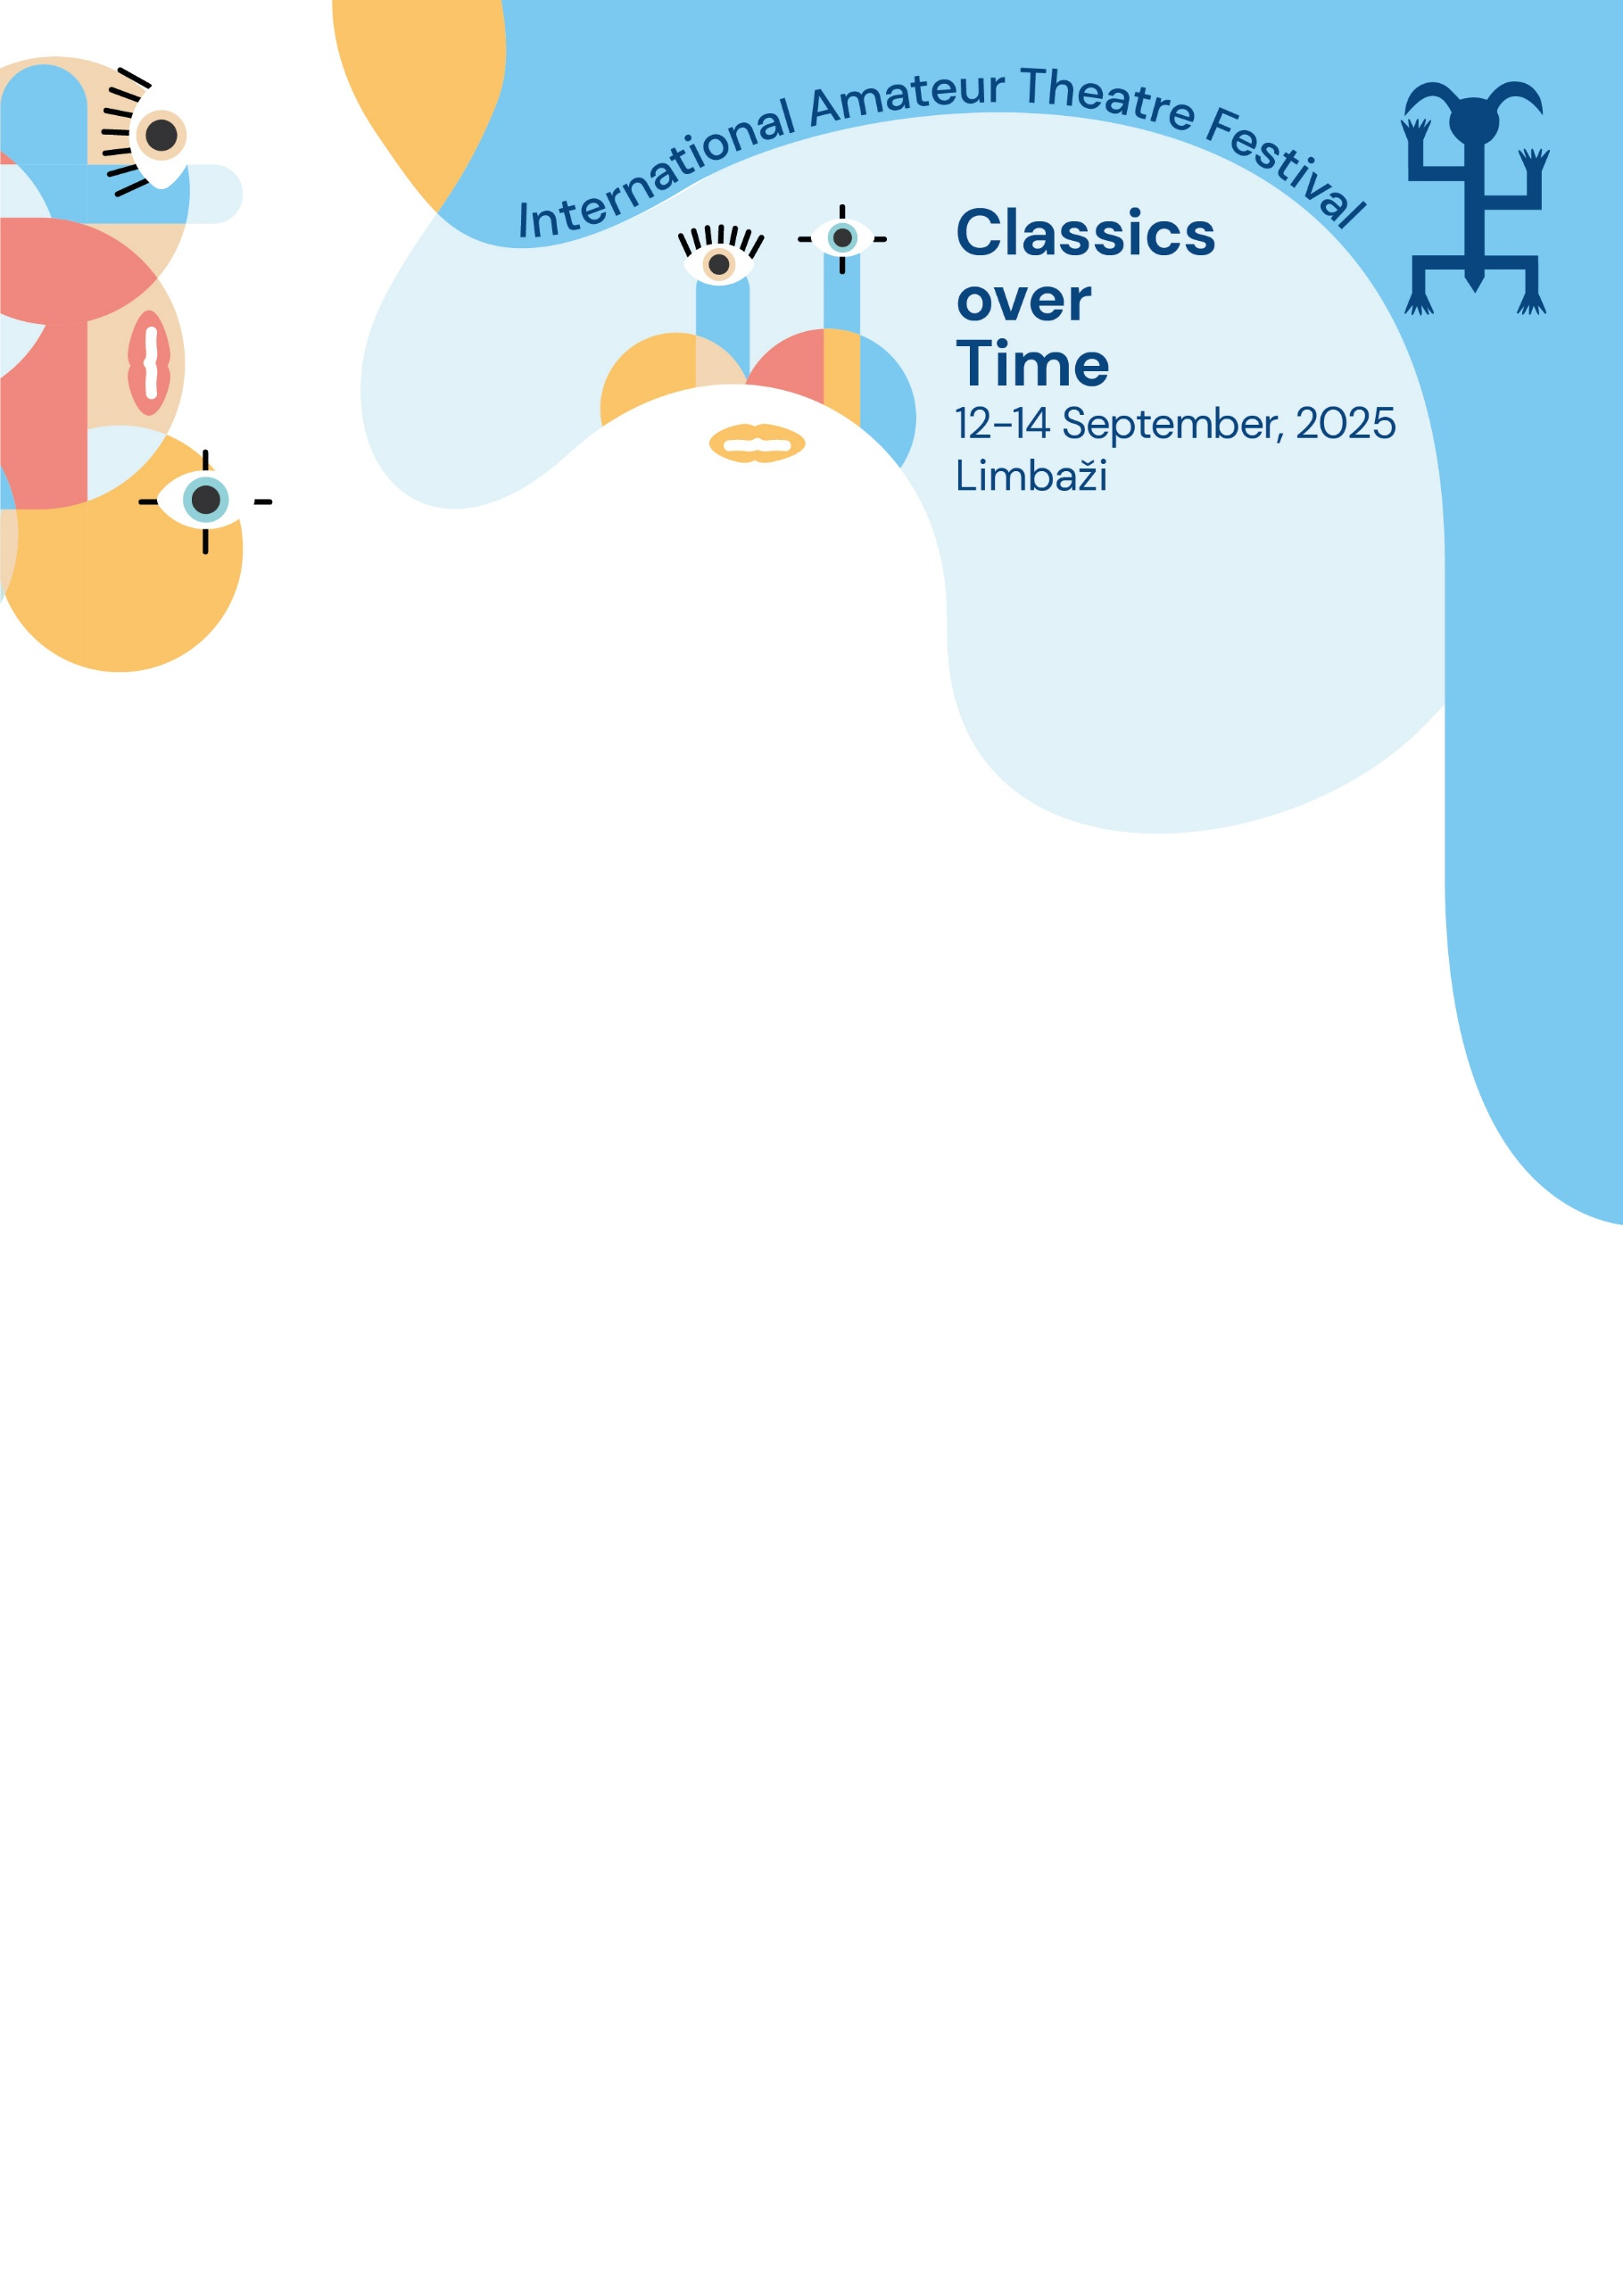 International Amateur Theatre Festival
Classics
over
Time
12–14 September, 2025
Limbaži